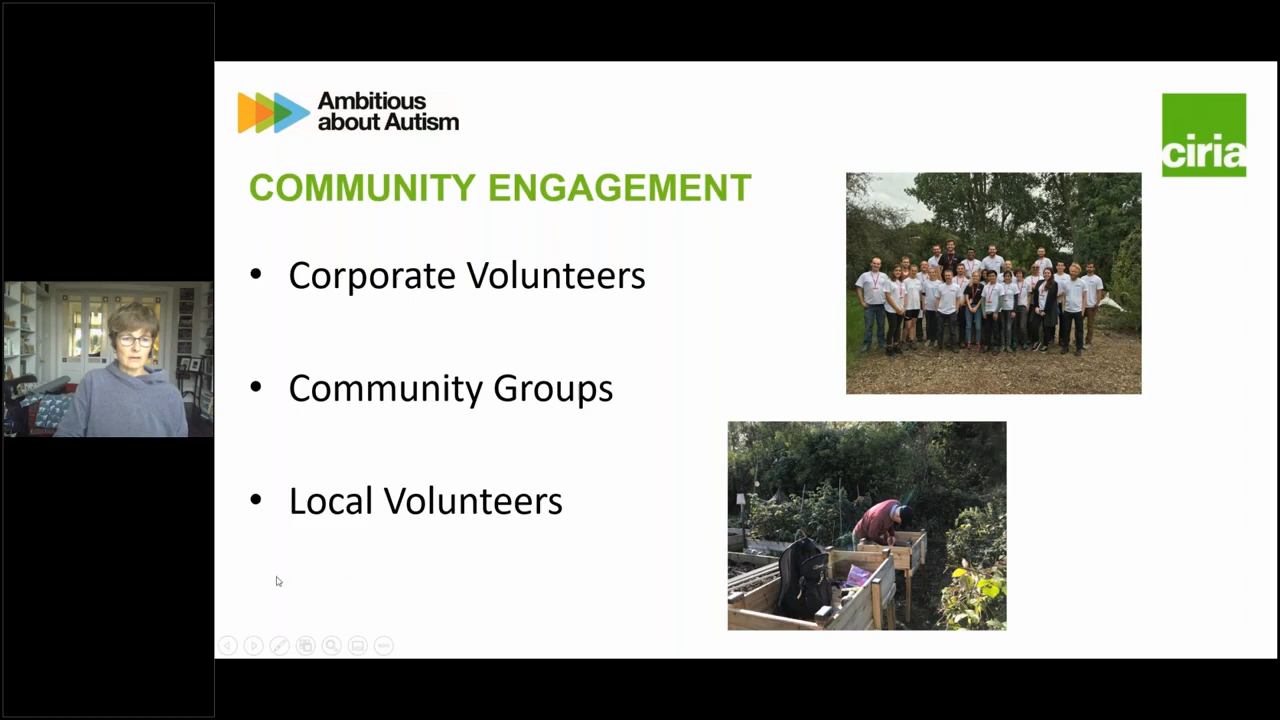 Ambitious
about Autism
ciria
COMMUNITY ENGAGEMENT
• Corporate Volunteers
• Community Groups
• Local Volunteers